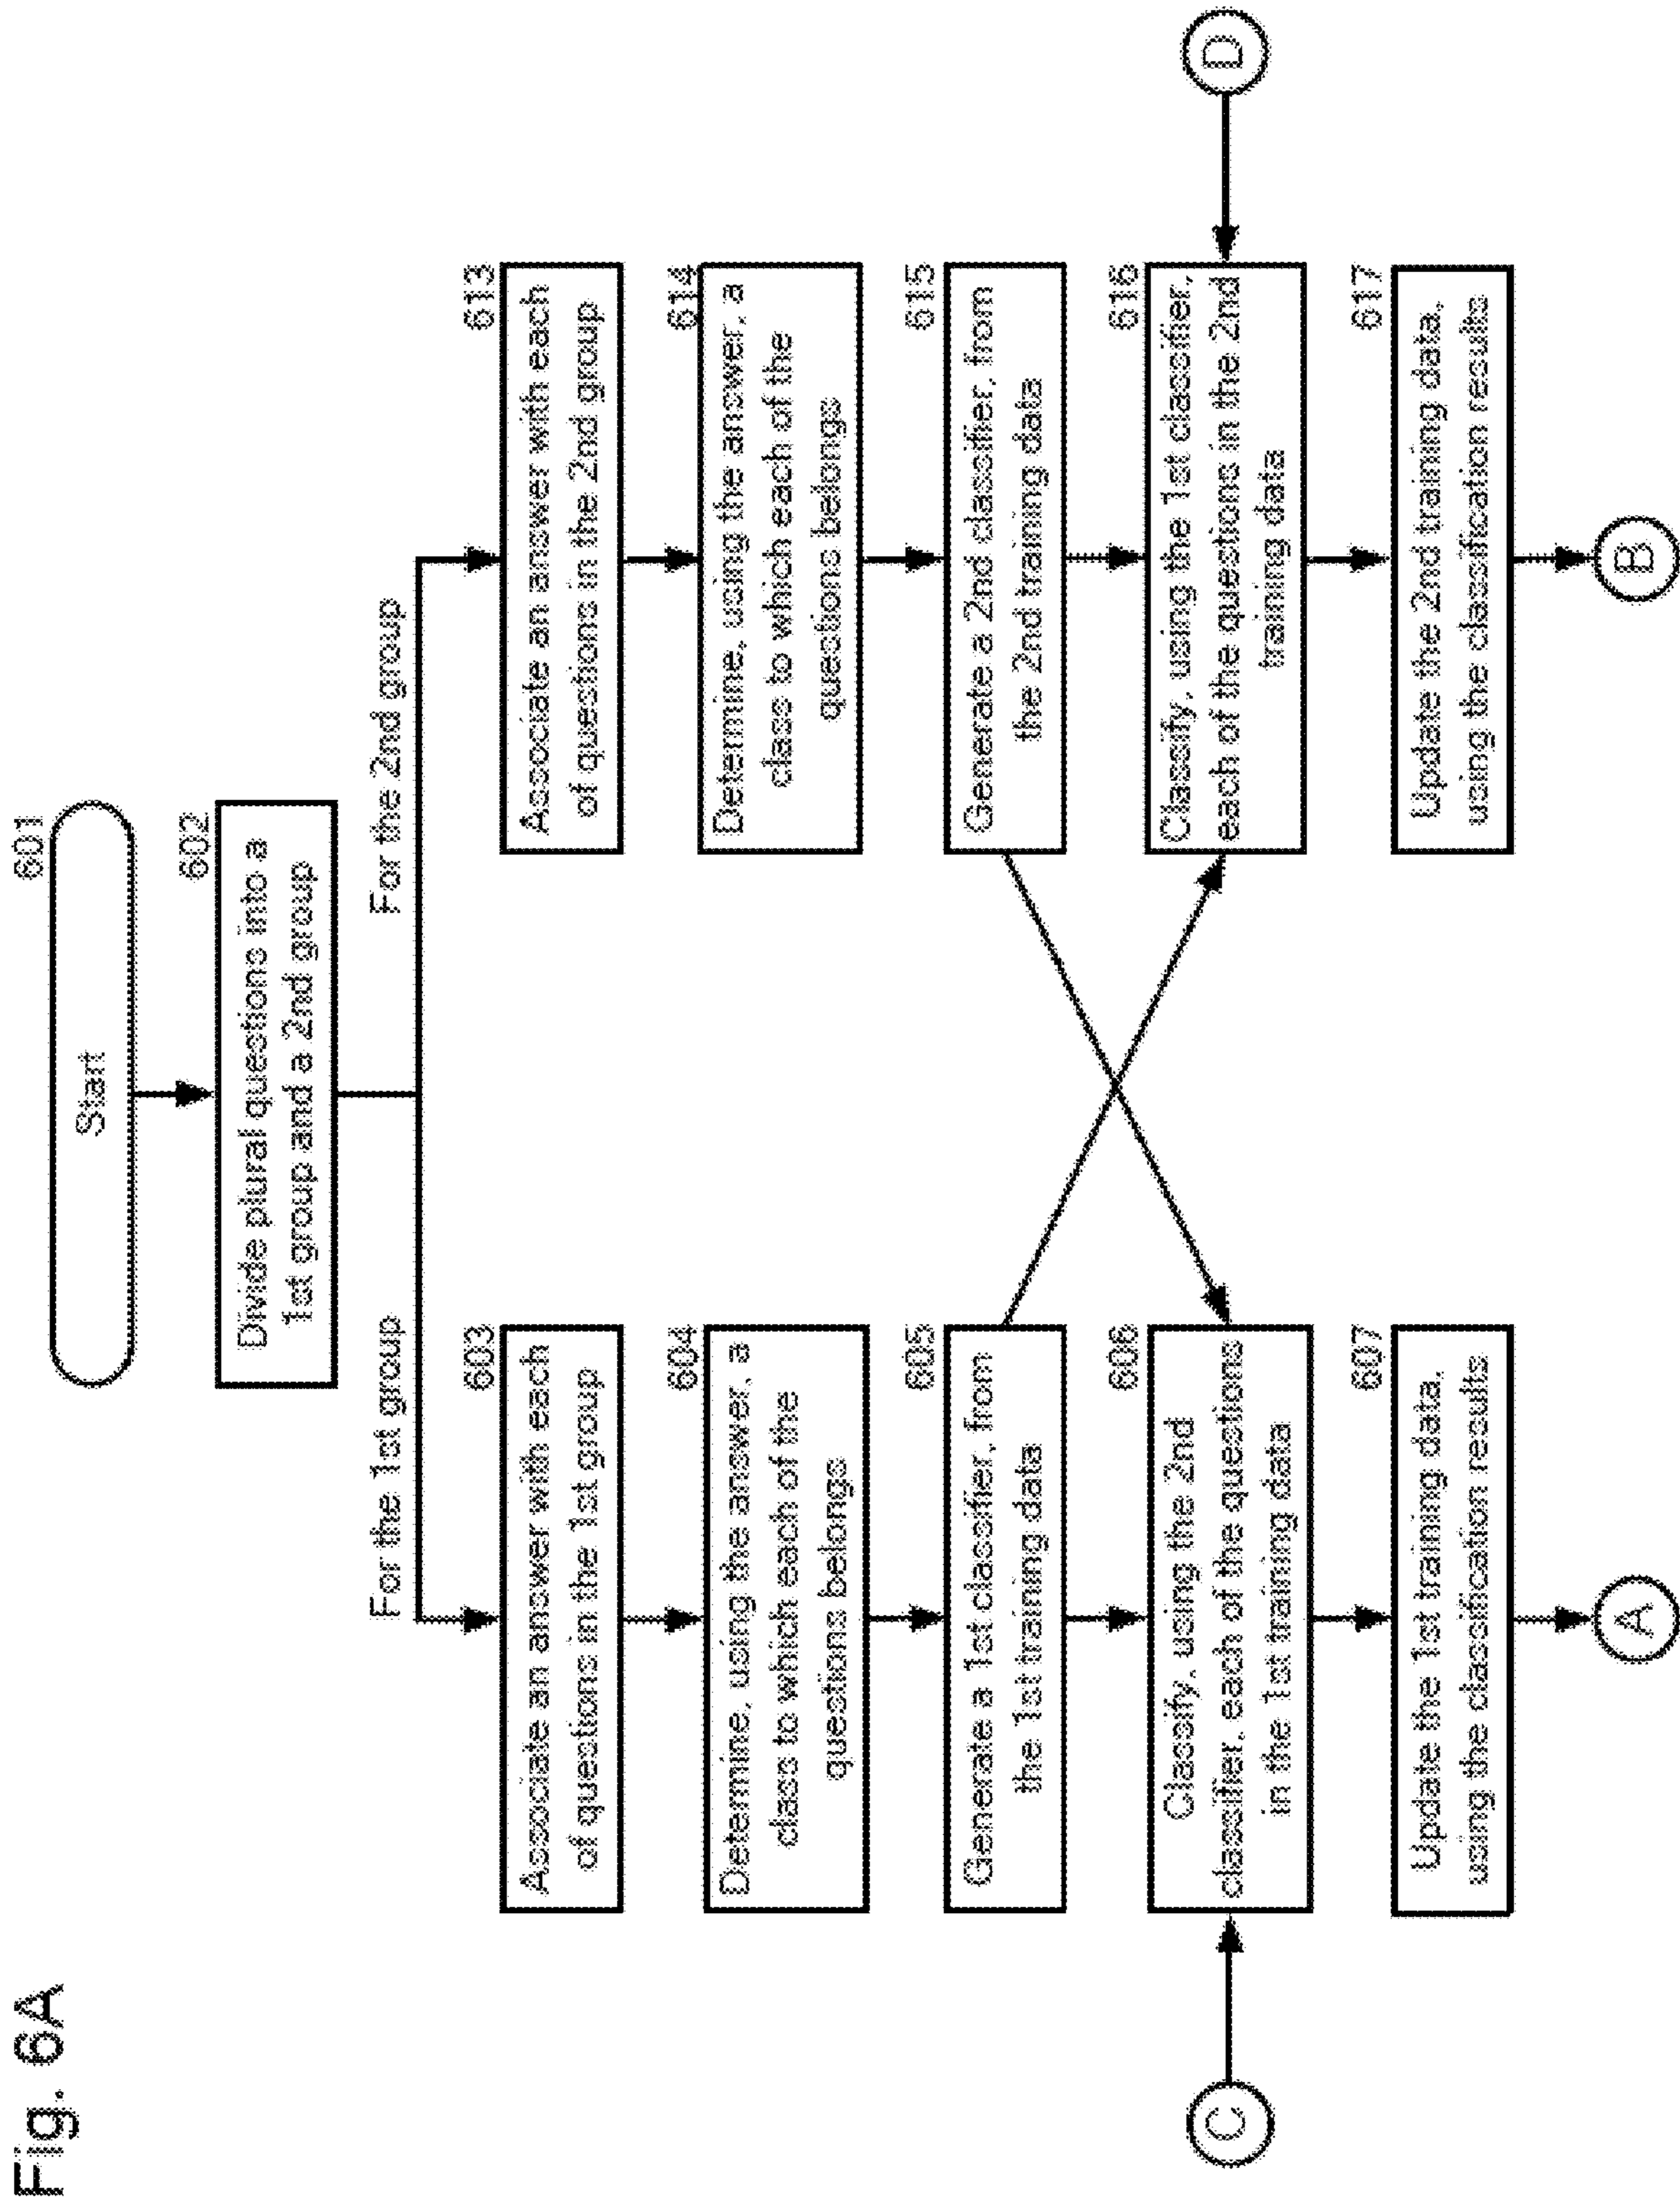 Fig. 6A
601
Start
602
Divide plural questions into a
1st group and a 2nd group
For the 1st group
For the 2nd group
603
Associate an answer with each
of questions in the 1st group
604
Determine, using the answer, a
class to which each of the
questions belongs
605
Generate a 1st classifier, from
the 1st training data
606
Classify, using the 2nd
classifier, each of the questions
in the 1st training data
607
Update the 1st training data,
using the classification results
A
C
613
Associate an answer with each
of questions in the 2nd group
614
Determine, using the answer, a
class to which each of the
questions belongs
615
Generate a 2nd classifier, from
the 2nd training data
616
Classify, using the 1st classifier,
each of the questions in the 2nd
training data
617
Update the 2nd training data,
using the classification results
B
D